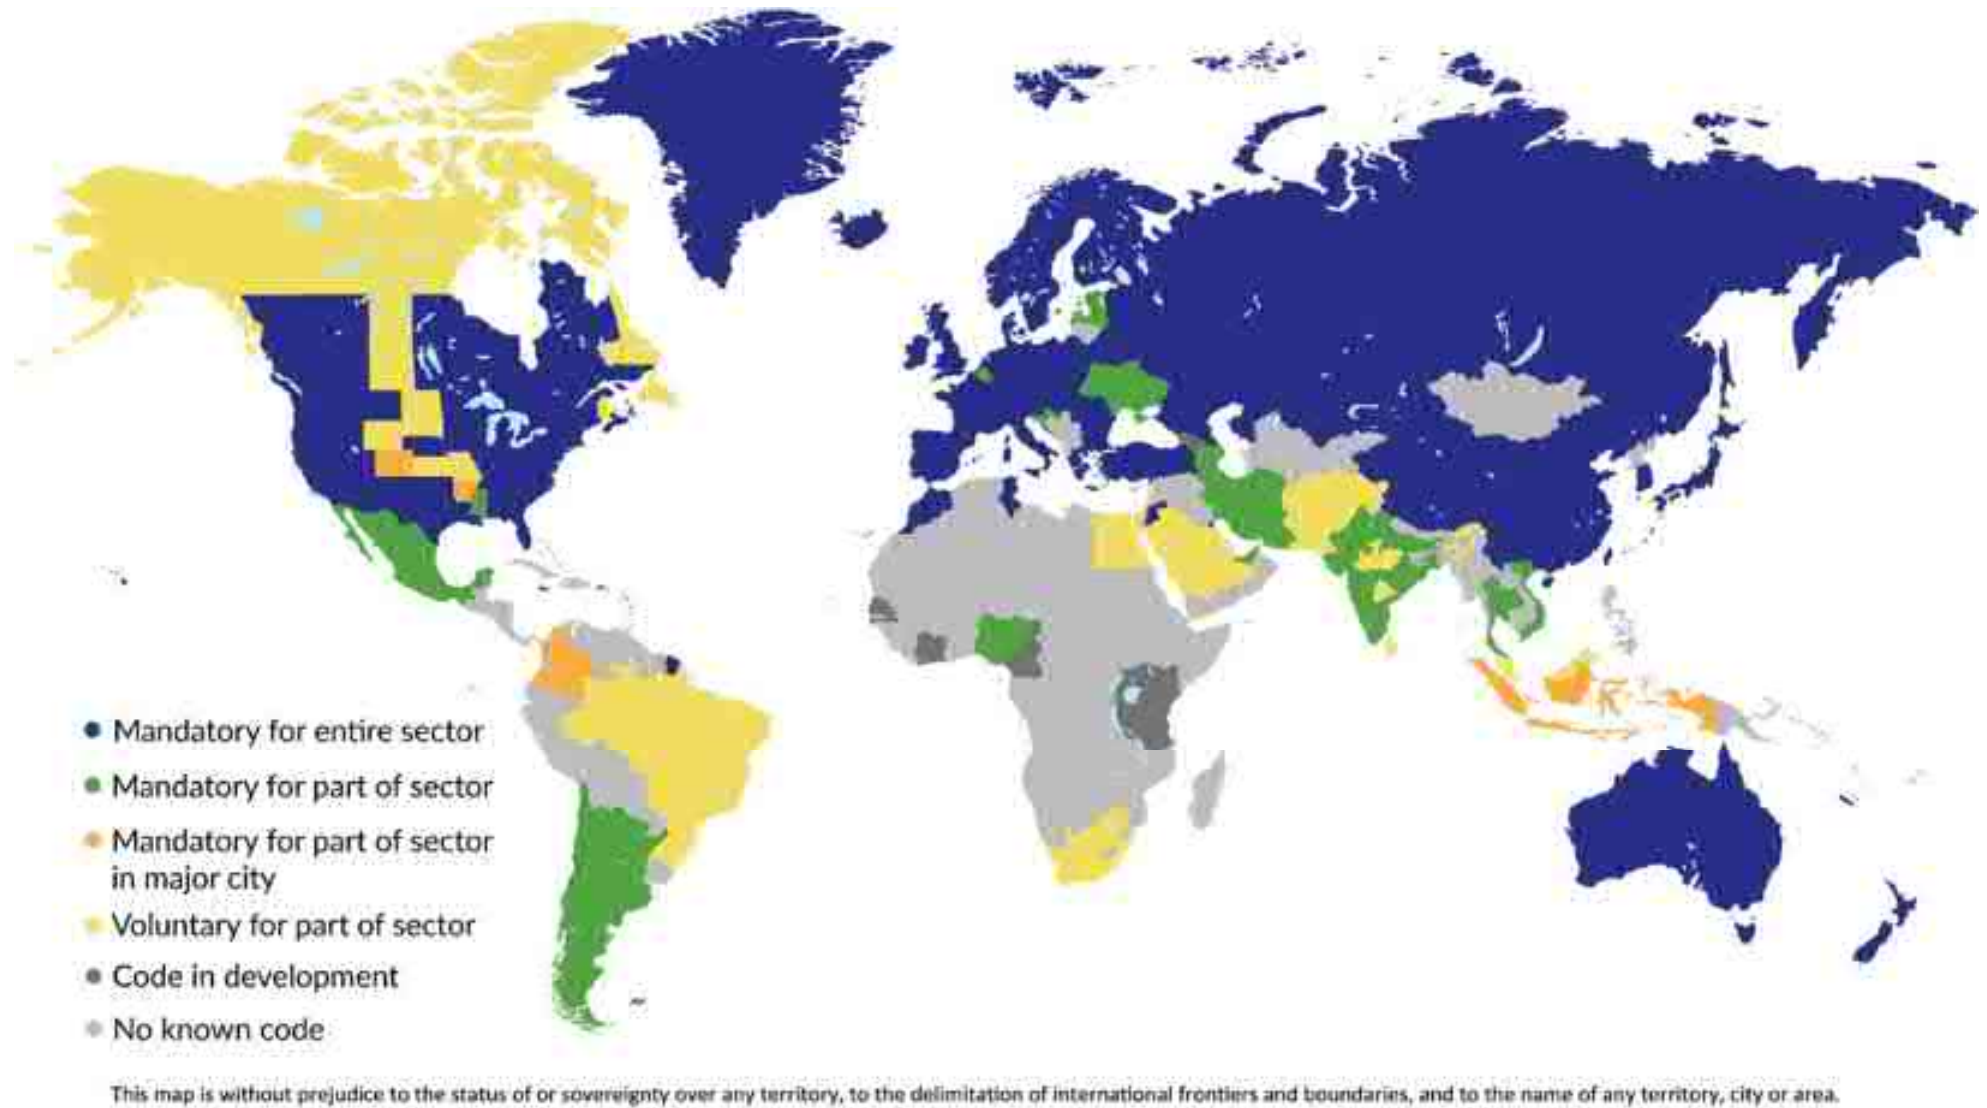 Mandatory for entire sector
Mandatory for part of sector
Mandatory for part of sector
in major city
Voluntary for part of sector
Code in development
No known code
This map is without prejudice to the status of or sovereignty over any territory, to the delimitation of international frontiers and boundaries, and to the name of any territory, city or area.